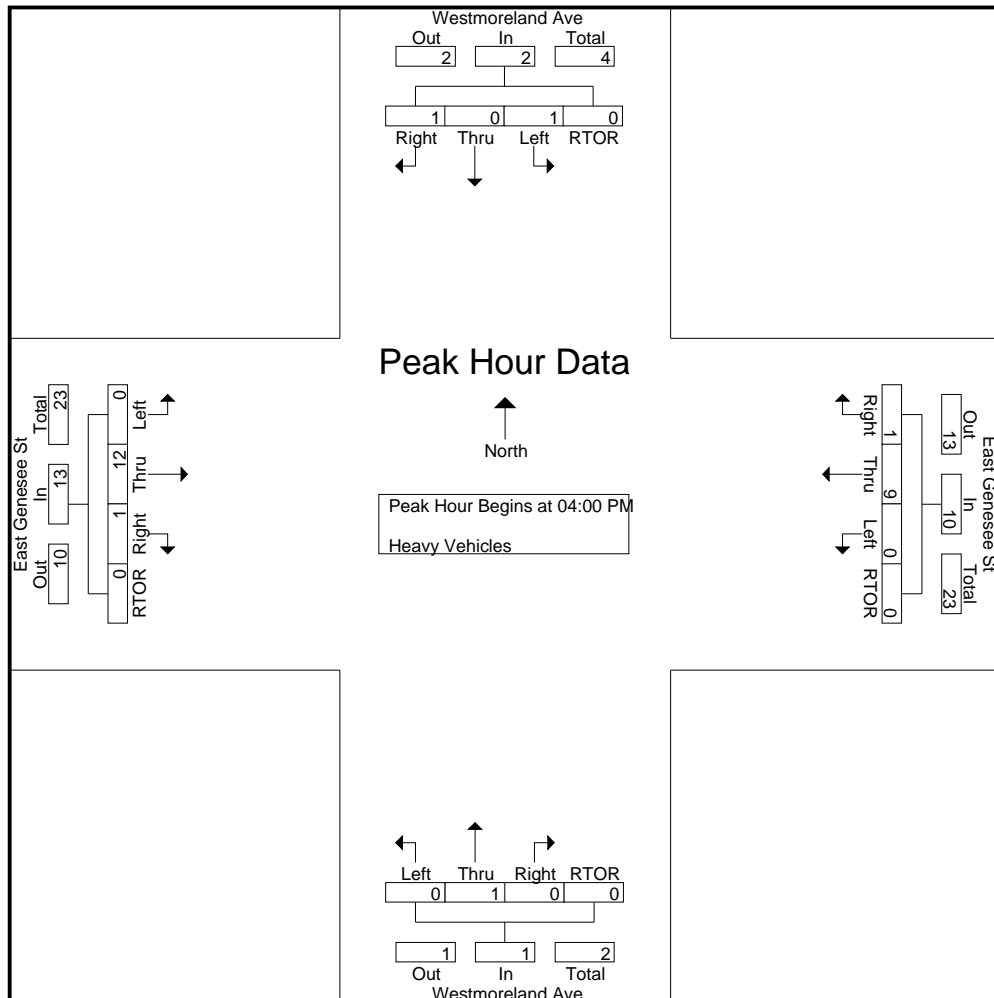 Westmoreland Ave
Out In Total
2 2 4
1 0 1 0
Right Thru Left RTOR
Peak Hour Data
North
Peak Hour Begins at 04:00 PM
Heavy Vehicles
East Genesee St
Total In Out
23 13 10
0 12 1 0
Left Thru Right RTOR
East Genesee St
Out In Total
13 10 23
1 9 0 0
Right Thru Left RTOR
Left Thru Right RTOR
0 1 0 0
1 1 2
Out In Total
Westmoreland Ave